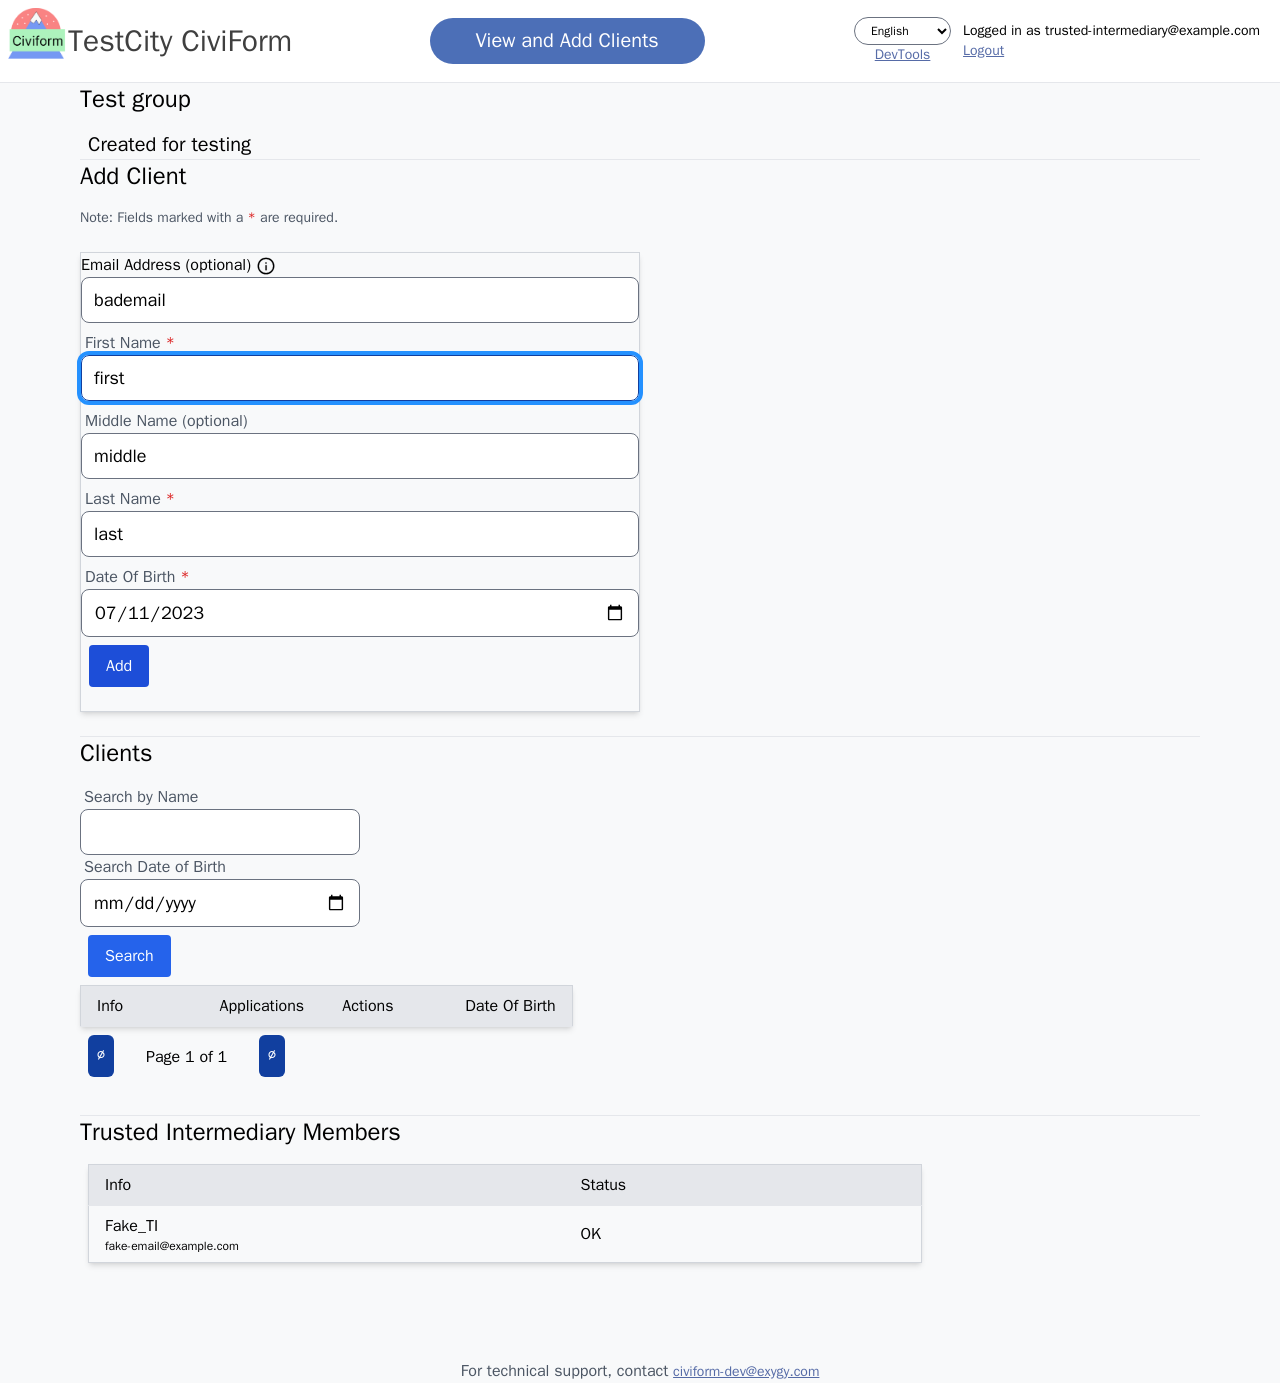 Civiform
TestCity CiviForm
View and Add Clients
English
DevTools
Logged in as trusted-intermediary@example.com
Logout
Test group
Created for testing
Add Client
Note: Fields marked with a * are required.
Email Address (optional)
bademail
First Name *
first
Middle Name (optional)
middle
Last Name *
last
Date Of Birth *
07/11/2023
Add
Clients
Search by Name
Search Date of Birth
mm/dd/yyyy
Search
Info Applications Actions Date Of Birth
∅ Page 1 of 1 ∅
Trusted Intermediary Members
Info Status
Fake_TI
fake-email@example.com
OK
For technical support, contact civiform-dev@exygy.com